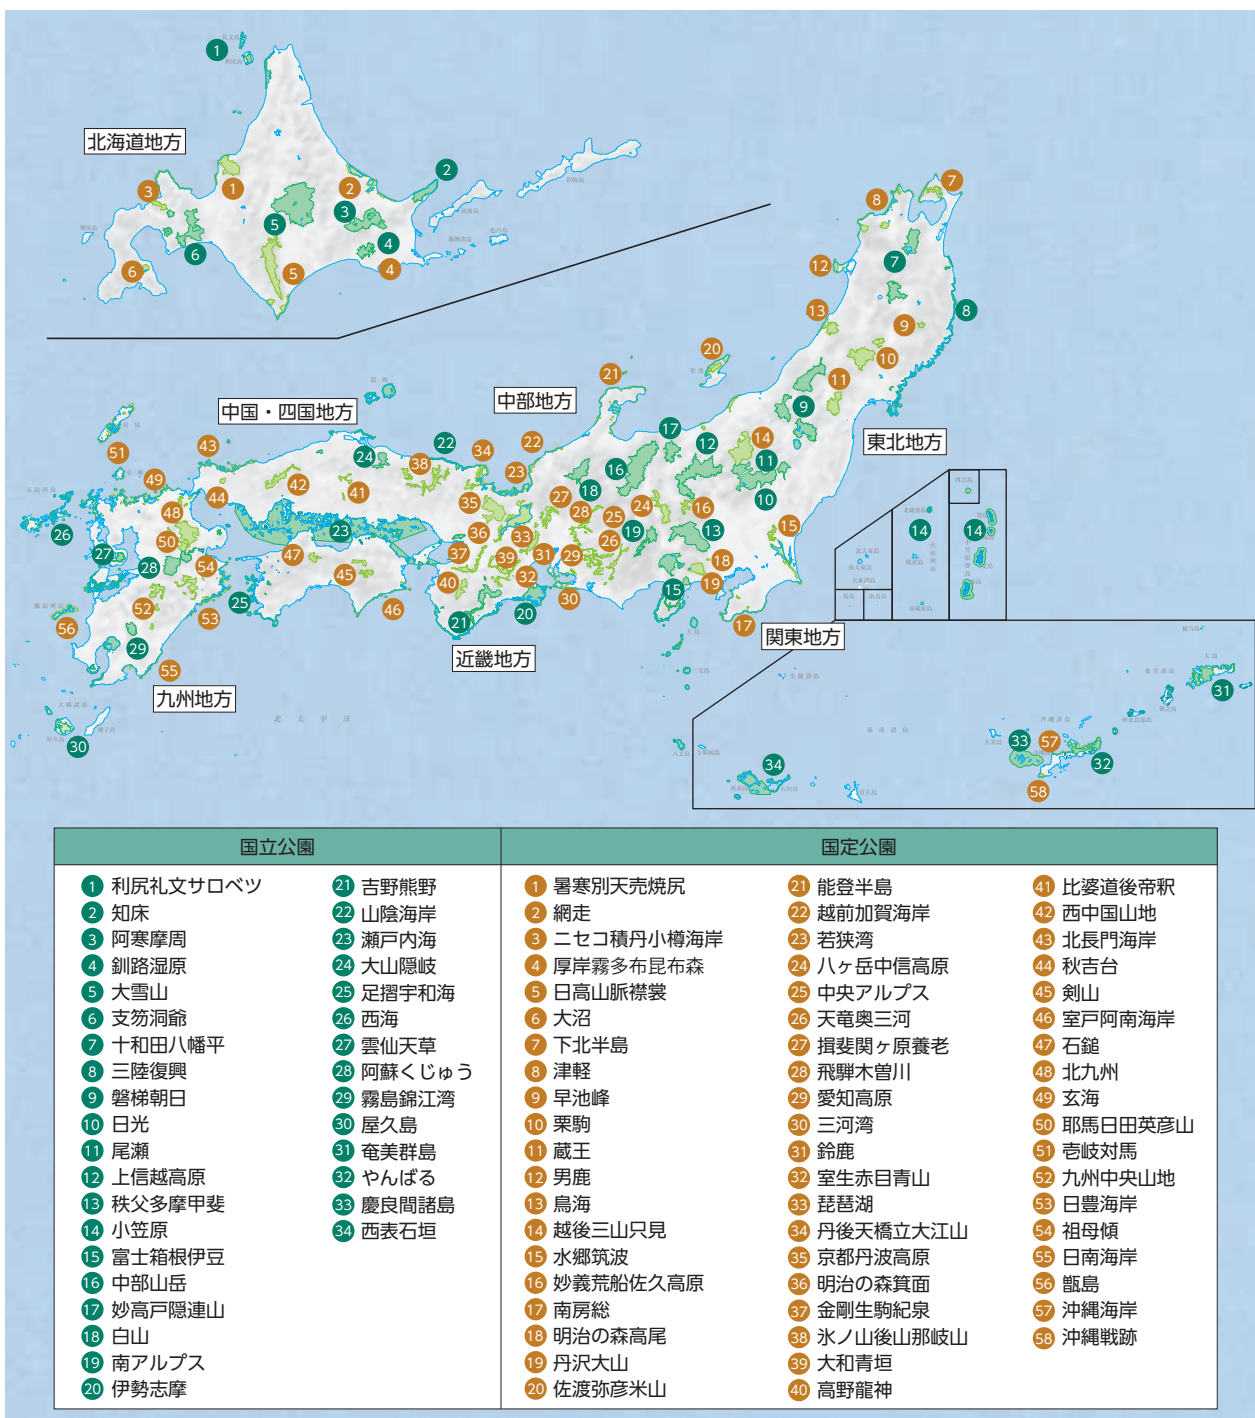 北海道地方
中国・四国地方
中部地方
東北地方
近畿地方
関東地方
九州地方
北太平洋
国立公園
1 利尻礼文サロベツ
2 知床
3 阿寒摩周
4 釧路湿原
5 大雪山
6 支笏洞爺
7 十和田八幡平
8 三陸復興
9 磐梯朝日
10 日光
11 尾瀬
12 上信越高原
13 秩父多摩甲斐
14 小笠原
15 富士箱根伊豆
16 中部山岳
17 妙高戸隠連山
18 白山
19 南アルプス
20 伊勢志摩
21 吉野熊野
22 山陰海岸
23 瀬戸内海
24 大山隠岐
25 足摺宇和海
26 西海
27 雲仙天草
28 阿蘇くじゅう
29 霧島錦江湾
30 屋久島
31 奄美群島
32 やんばる
33 慶良間諸島
34 西表石垣
国定公園
1 暑寒別天売焼尻
2 網走
3 ニセコ積丹小樽海岸
4 厚岸霧多布昆布森
5 日高山脈襟裳
6 大沼
7 下北半島
8 津軽
9 早池峰
10 栗駒
11 蔵王
12 男鹿
13 鳥海
14 越後三山只見
15 水郷筑波
16 妙義荒船佐久高原
17 南房総
18 明治の森高尾
19 丹沢大山
20 佐渡弥彦米山
21 能登半島
22 越前加賀海岸
23 若狭湾
24 八ヶ岳中信高原
25 中央アルプス
26 天竜奥三河
27 揖斐関ヶ原養老
28 飛騨木曽川
29 愛知高原
30 三河湾
31 鈴鹿
32 室生赤目青山
33 琵琶湖
34 丹後天橋立大江山
35 京都丹波高原
36 明治の森箕面
37 金剛生駒紀泉
38 氷ノ山後山那岐山
39 大和青垣
40 高野龍神
41 比婆道後帝釈
42 西中国山地
43 北長門海岸
44 秋吉台
45 剣山
46 室戸阿南海岸
47 石鎚
48 北九州
49 玄海
50 耶馬日田英彦山
51 壱岐対馬
52 九州中央山地
53 日豊海岸
54 祖母傾
55 日南海岸
56 甑島
57 沖縄海岸
58 沖縄戦跡